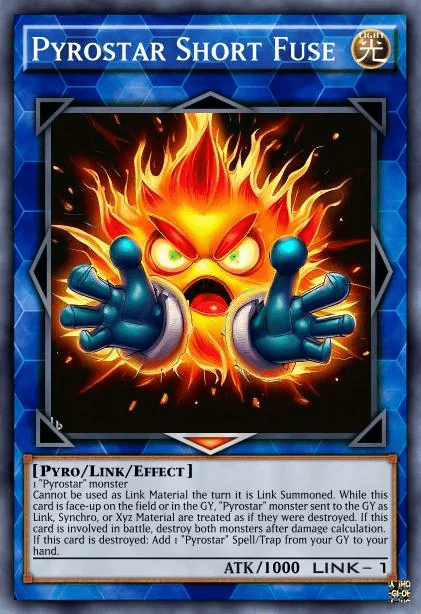 PYROSTAR SHORT FUSE
LIGHT
光
[PYRO/LINK/EFFECT]
1 "Pyrostar" monster
Cannot be used as Link Material the turn it is Link Summoned. While this
card is face-up on the field or in the GY, "Pyrostar" monster sent to the GY as
Link, Synchro, or Xyz Material are treated as if they were destroyed. If this
card is involved in battle, destroy both monsters after damage calculation.
If this card is destroyed: Add 1 "Pyrostar" Spell/Trap from your GY to your
hand.
ATK/1000 LINK-1